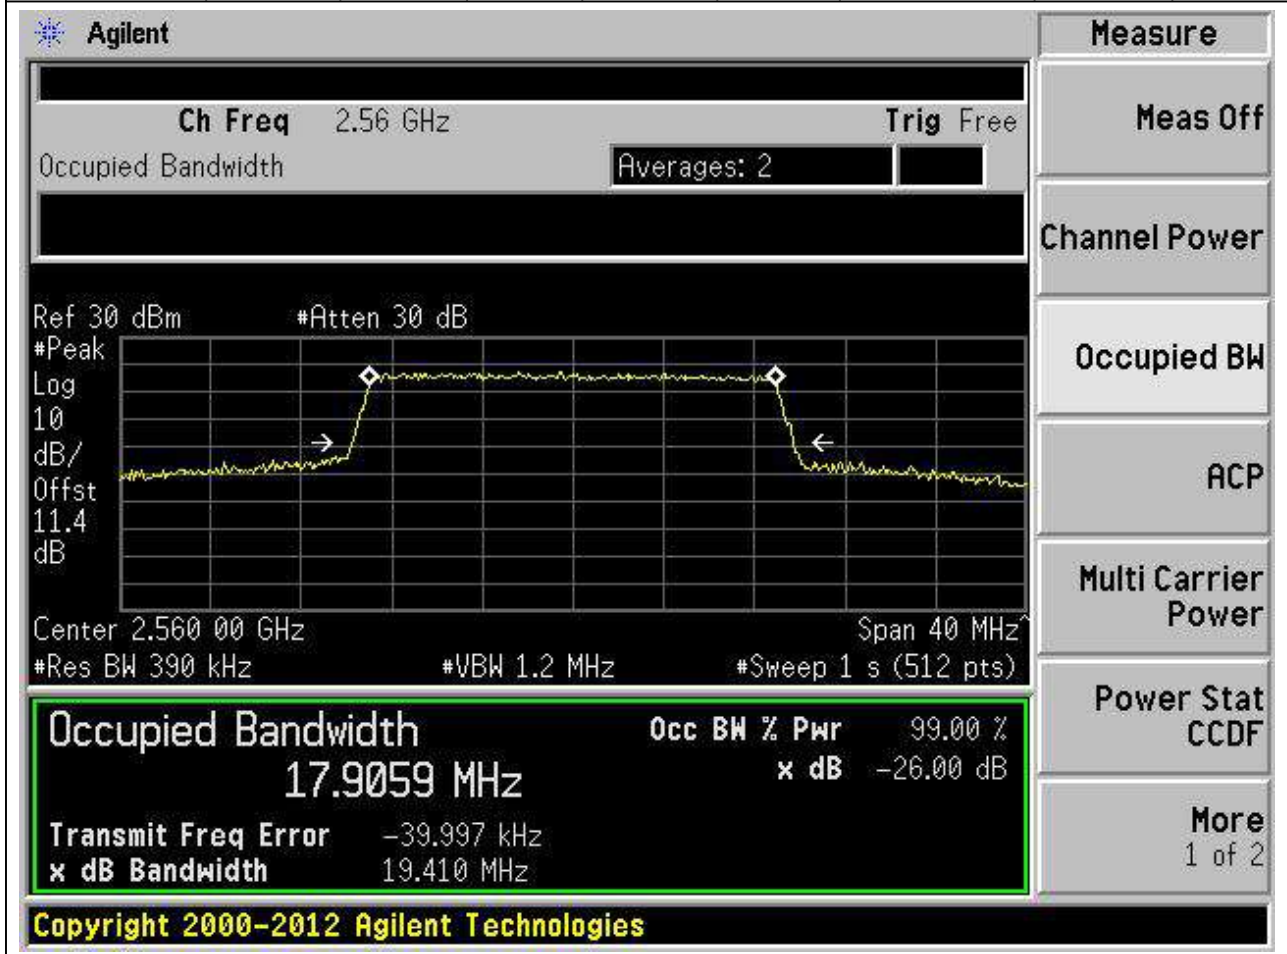 Agilent
Measure
Ch Freq 2.56 GHz Trig Free
Meas Off
Occupied Bandwidth Averages: 2
Channel Power
Ref 30 dBm #Atten 30 dB
#Peak
Log
10
dB/
Offst
11.4
dB
Occupied BW
ACP
Center 2.560 00 GHz Span 40 MHz^
#Res BW 390 kHz #VBW 1.2 MHz #Sweep 1 s (512 pts)
Multi Carrier
Power
Occupied Bandwidth Occ BW % Pwr 99.00 %
17.9059 MHz x dB -26.00 dB
Transmit Freq Error -39.997 kHz
x dB Bandwidth 19.410 MHz
Power Stat
CCDF
More
1 of 2
Copyright 2000-2012 Agilent Technologies